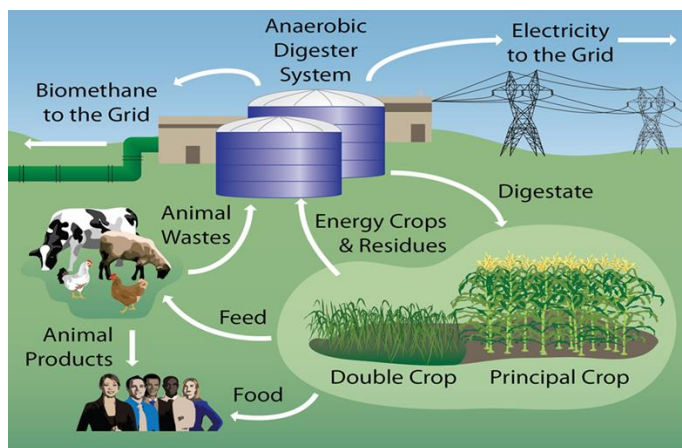 Anaerobic
Digester
System
Electricity
to the Grid
Biomethane
to the Grid
Animal
Wastes
Energy Crops
& Residues
Digestate
Feed
Animal
Products
Food
Double Crop
Principal Crop